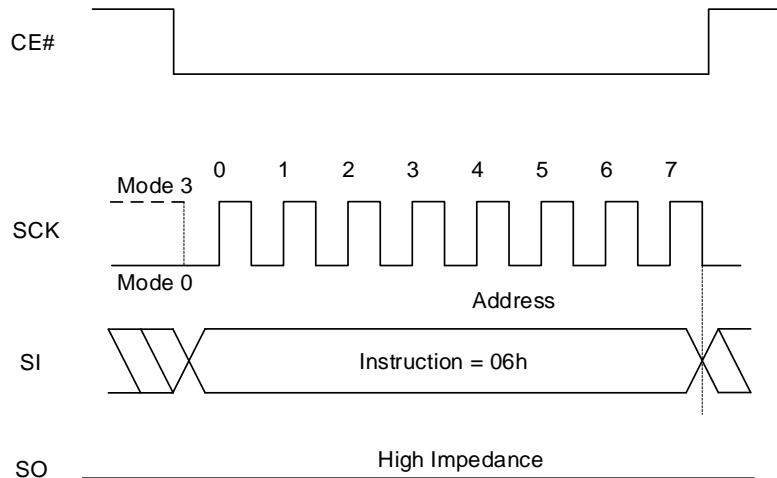 CE#
0 1 2 3 4 5 6 7
Mode 3
SCK
Mode 0
Address
SI
Instruction = 06h
SO
High Impedance